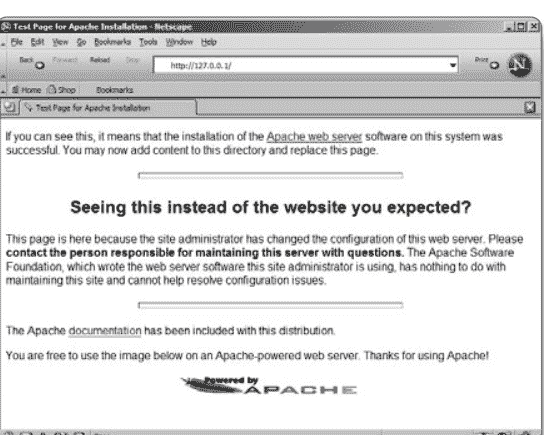 Test Page for Apache Installation - Netscape
File Edit View Go Bookmarks Tools Window Help
Back Forward Reload Stop http://127.0.0.1/ Print N
Home Shop Bookmarks
Test Page for Apache Installation
If you can see this, it means that the installation of the Apache web server software on this system was
successful. You may now add content to this directory and replace this page.
Seeing this instead of the website you expected?
This page is here because the site administrator has changed the configuration of this web server. Please
contact the person responsible for maintaining this server with questions. The Apache Software
Foundation, which wrote the web server software this site administrator is using, has nothing to do with
maintaining this site and cannot help resolve configuration issues.
The Apache documentation has been included with this distribution.
You are free to use the image below on an Apache-powered web server. Thanks for using Apache!
Powered by
APACHE